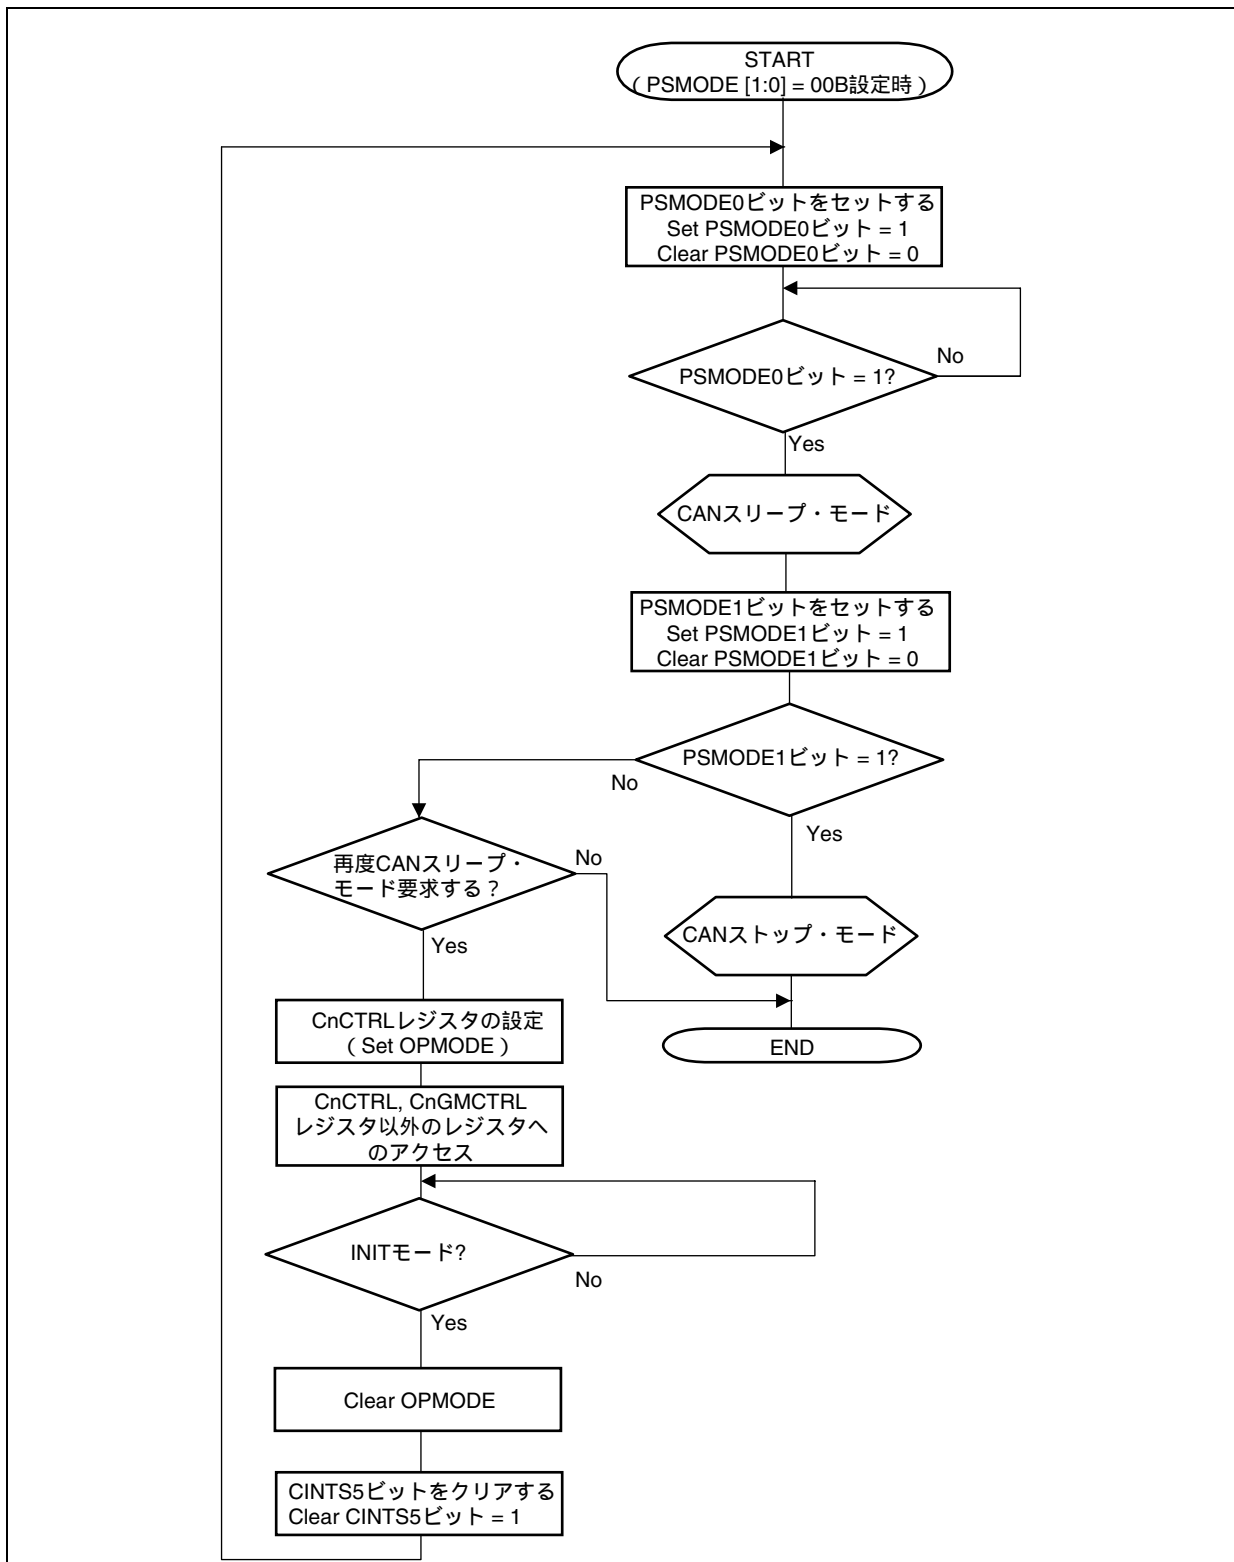 START
（PSMODE [1:0] = 00B設定時）
PSMODE0ビットをセットする
Set PSMODE0ビット = 1
Clear PSMODE0ビット = 0
PSMODE0ビット = 1?
No
Yes
CANスリープ・モード
PSMODE1ビットをセットする
Set PSMODE1ビット = 1
Clear PSMODE1ビット = 0
PSMODE1ビット = 1?
No
Yes
再度CANスリープ・
モード要求する？
No
Yes
CANストップ・モード
CnCTRLレジスタの設定
（Set OPMODE）
END
CnCTRL, CnGMCTRL
レジスタ以外のレジスタへ
のアクセス
INITモード?
No
Yes
Clear OPMODE
CINTS5ビットをクリアする
Clear CINTS5ビット = 1